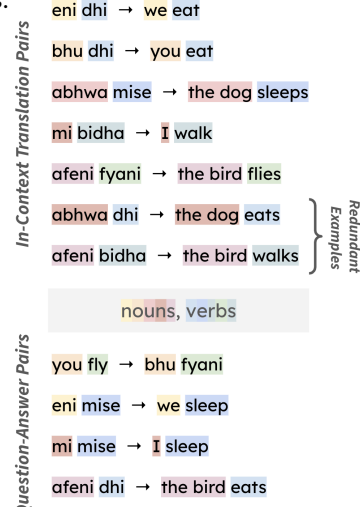 In-Context Translation Pairs
eni dhi → we eat
bhu dhi → you eat
abhwa mise → the dog sleeps
mi bidha → I walk
afeni fyani → the bird flies
abhwa dhi → the dog eats
afeni bidha → the bird walks
Redundant
Examples
nouns, verbs
Question-Answer Pairs
you fly → bhu fyani
eni mise → we sleep
mi mise → I sleep
afeni dhi → the bird eats